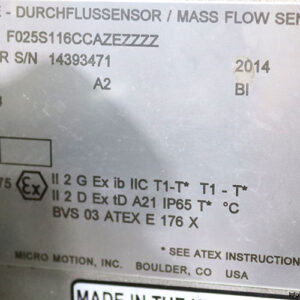 E - DURCHFLUSSENSOR / MASS FLOW SEN
F025S116CCAZEZZZZ
R S/N 14393471 2014
A2 BI
75 Ex II 2 G Ex ib IIC T1-T* T1 - T*
II 2 D Ex tD A21 IP65 T* °C
BVS 03 ATEX E 176 X
* SEE ATEX INSTRUCTION
MICRO MOTION, INC. BOULDER, CO USA
MADE IN THE